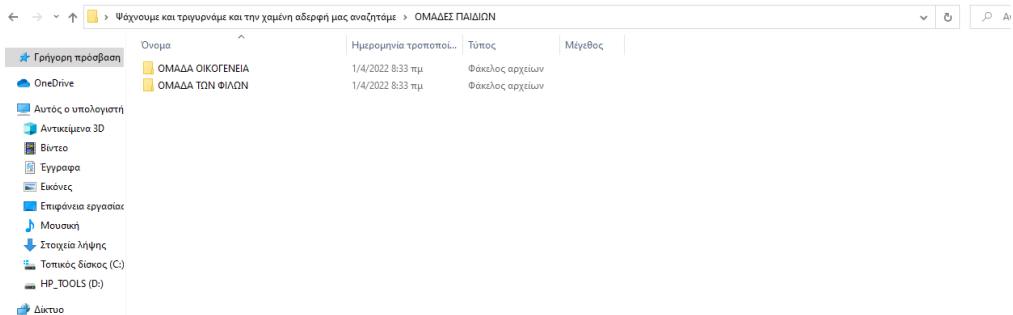 Ψάχνουμε και τριγυρνάμε και την χαμένη αδερφή μας αναζητάμε > ΟΜΑΔΕΣ ΠΑΙΔΙΩΝ
Όνομα Ημερομηνία τροποποί... Τύπος Μέγεθος
Γρήγορη πρόσβαση
ΟΜΑΔΑ ΟΙΚΟΓΕΝΕΙΑ 1/4/2022 8:33 πμ Φάκελος αρχείων
ΟΜΑΔΑ ΤΩΝ ΦΙΛΩΝ 1/4/2022 8:33 πμ Φάκελος αρχείων
OneDrive
Αυτός ο υπολογιστή
Αντικείμενα 3D
Βίντεο
Έγγραφα
Εικόνες
Επιφάνεια εργασίας
Μουσική
Στοιχεία λήψης
Τοπικός δίσκος (C:)
HP_TOOLS (D:)
Δίκτυο